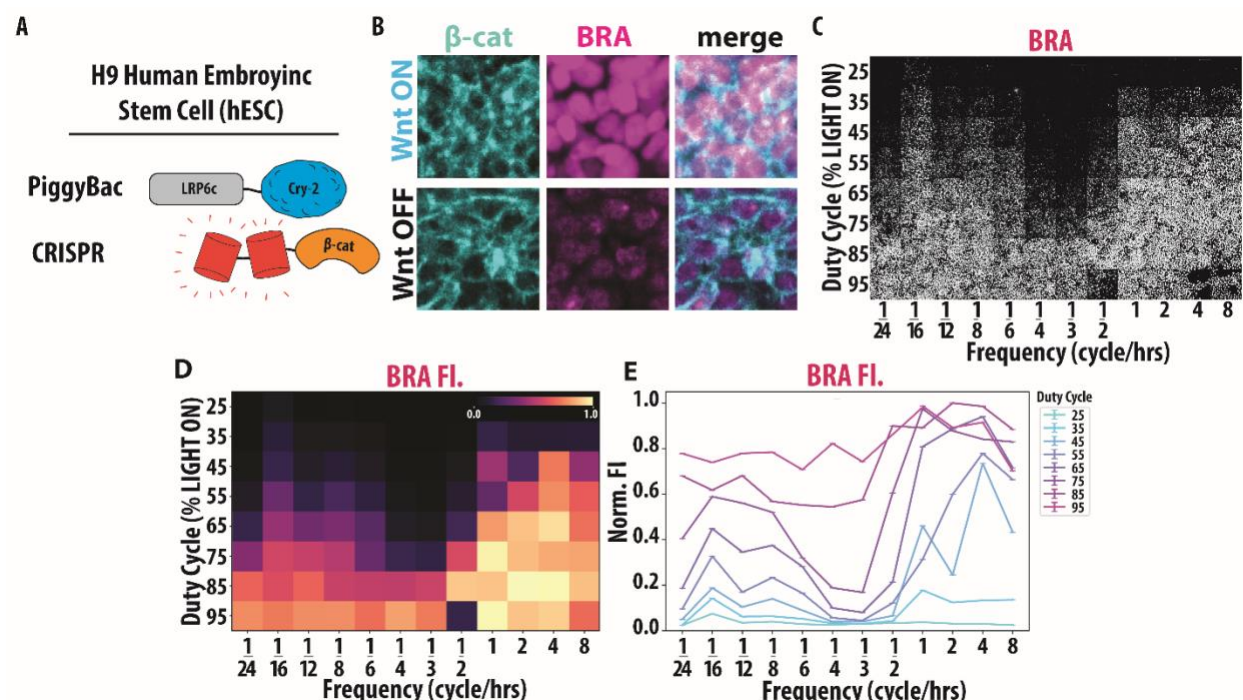 A
H9 Human Embroyinc
Stem Cell (hESC)
PiggyBac
LRP6c
Cry-2
CRISPR
β-cat
B
β-cat
BRA
merge
Wnt ON
Wnt OFF
C
BRA
Duty Cycle (% LIGHT ON)
25
35
45
55
65
75
85
95
1/24 1/16 1/12 1/8 1/6 1/4 1/3 1/2 1 2 4 8
Frequency (cycle/hrs)
D
BRA Fl.
0.0 1.0
Duty Cycle (% LIGHT ON)
25
35
45
55
65
75
85
95
1/24 1/16 1/12 1/8 1/6 1/4 1/3 1/2 1 2 4 8
Frequency (cycle/hrs)
E
BRA Fl.
Norm. Fl
1.0
0.8
0.6
0.4
0.2
0.0
1/24 1/16 1/12 1/8 1/6 1/4 1/3 1/2 1 2 4 8
Frequency (cycle/hrs)
Duty Cycle
25
35
45
55
65
75
85
95